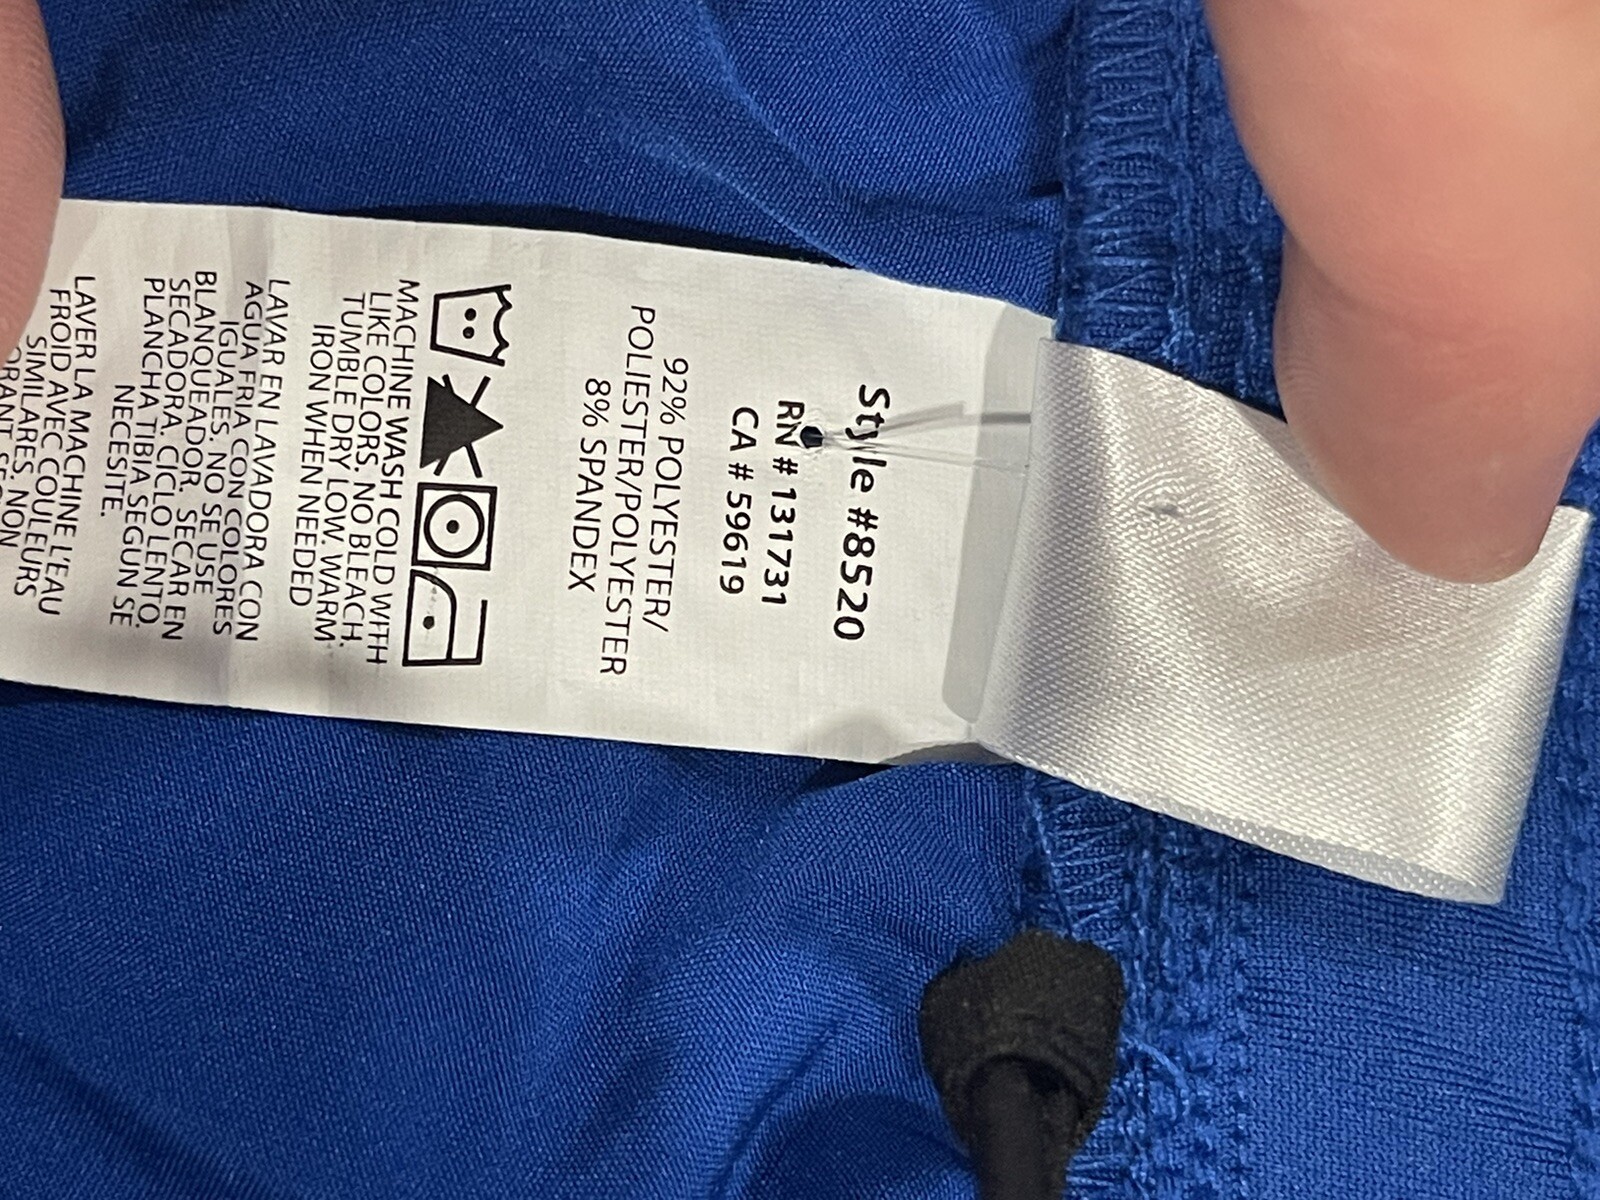 Style #8520
RN # 131731
CA # 59619
92% POLYESTER/
POLIESTER/POLYESTER
8% SPANDEX
MACHINE WASH COLD WITH
LIKE COLORS. NO BLEACH.
TUMBLE DRY LOW. WARM
IRON WHEN NEEDED
LAVAR EN LAVADORA CON
AGUA FRIA CON COLORES
IGUALES. NO SE USE
BLANQUEADOR. SECAR EN
SECADORA. CICLO LENTO.
PLANCHA TIBIA SEGUN SE
NECESITE.
LAVER LA MACHINE L'EAU
FROID AVEC COULEURS
SIMILARES. NON